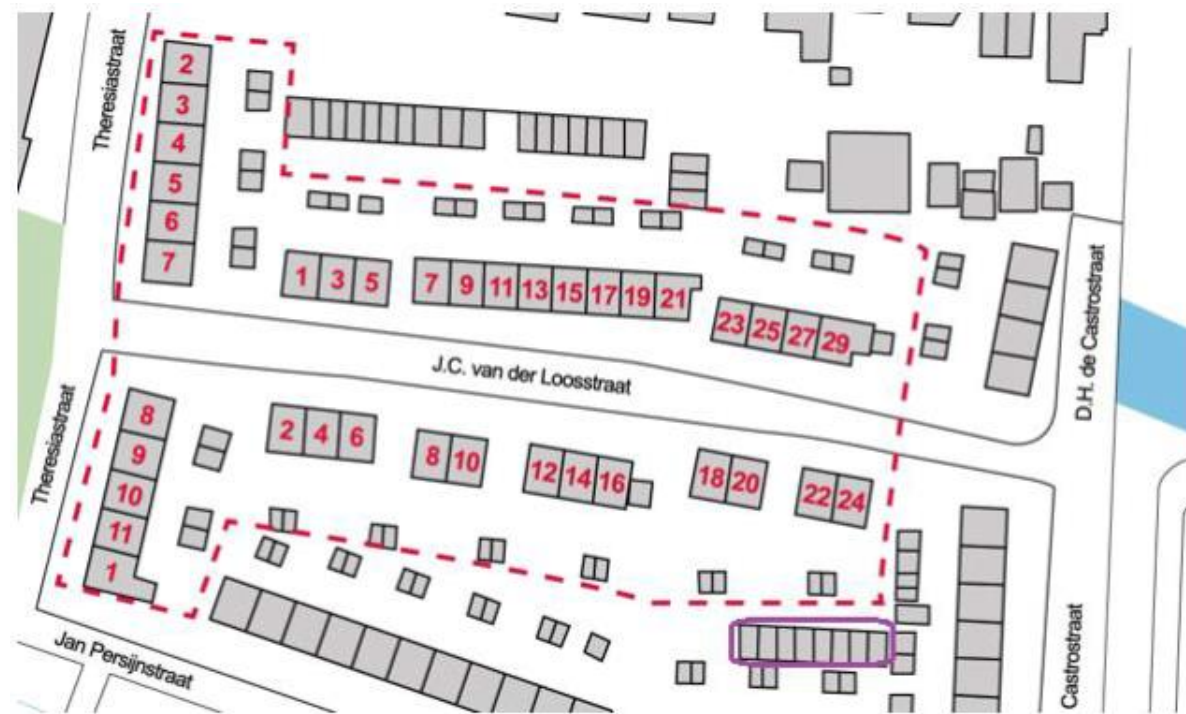 Theresiastraat
2
3
4
5
6
7
1 3 5 7 9 11 13 15 17 19 21
23 25 27 29
J.C. van der Loosstraat
D.H. de Castrostraat
Theresiastraat
8
9
10
11
1
2 4 6 8 10 12 14 16 18 20 22 24
Jan Persijnstraat
Castrostraat